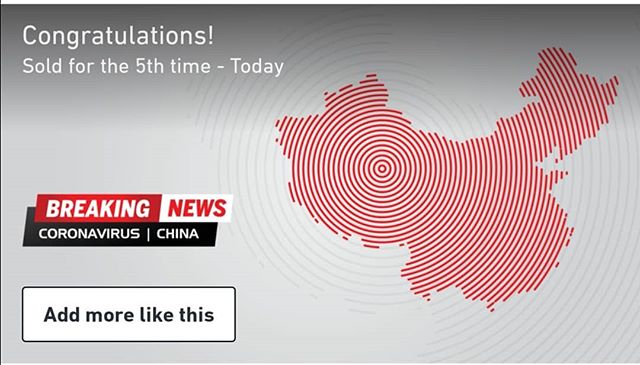 Congratulations!
Sold for the 5th time - Today
BREAKING NEWS
CORONAVIRUS | CHINA
Add more like this